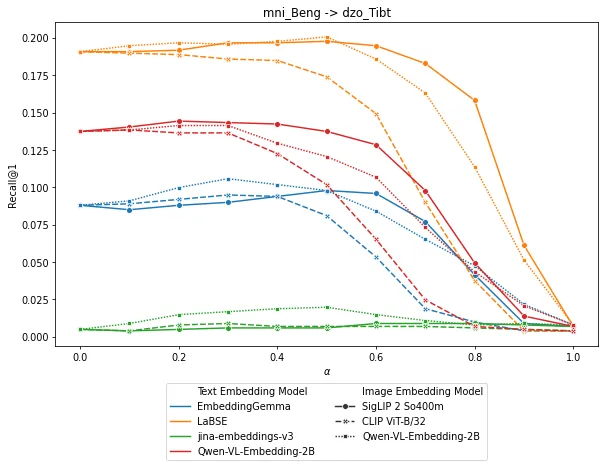 mni_Beng -> dzo_Tibt
Recall@1
0.200
0.175
0.150
0.125
0.100
0.075
0.050
0.025
0.000
0.0 0.2 0.4 0.6 0.8 1.0
α
Text Embedding Model Image Embedding Model
EmbeddingGemma SigLIP 2 So400m
LaBSE CLIP ViT-B/32
jina-embeddings-v3 Qwen-VL-Embedding-2B
Qwen-VL-Embedding-2B